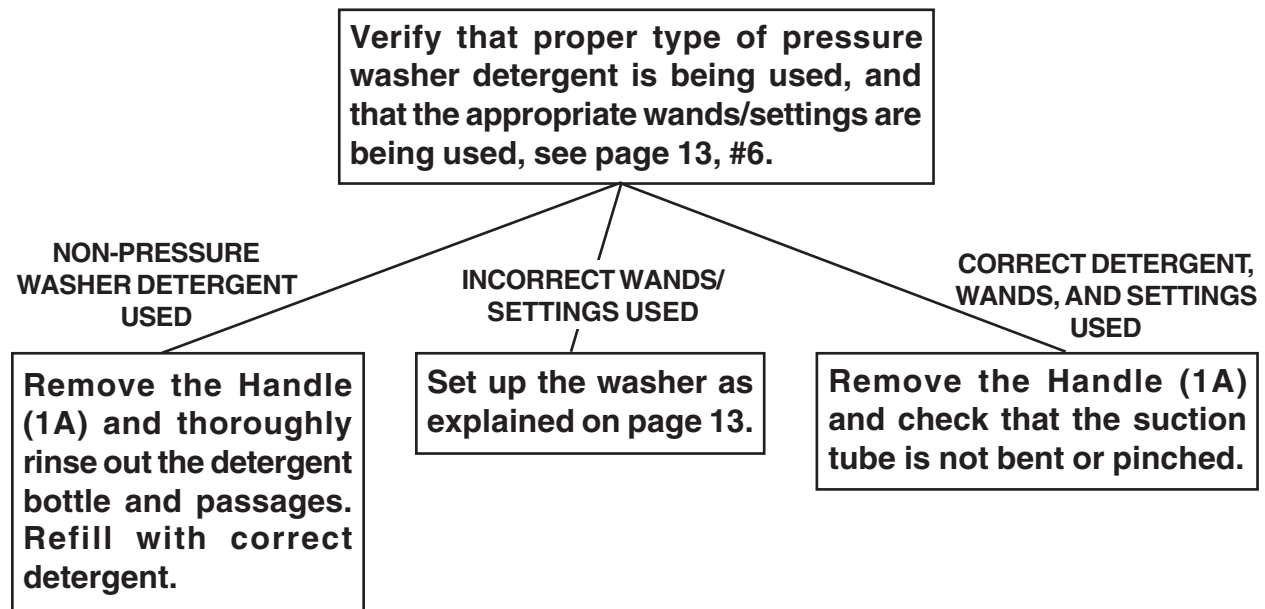 Verify that proper type of pressure
washer detergent is being used, and
that the appropriate wands/settings are
being used, see page 13, #6.
NON-PRESSURE
WASHER DETERGENT
USED
INCORRECT WANDS/
SETTINGS USED
CORRECT DETERGENT,
WANDS, AND SETTINGS
USED
Remove the Handle
(1A) and thoroughly
rinse out the detergent
bottle and passages.
Refill with correct
detergent.
Set up the washer as
explained on page 13.
Remove the Handle (1A)
and check that the suction
tube is not bent or pinched.